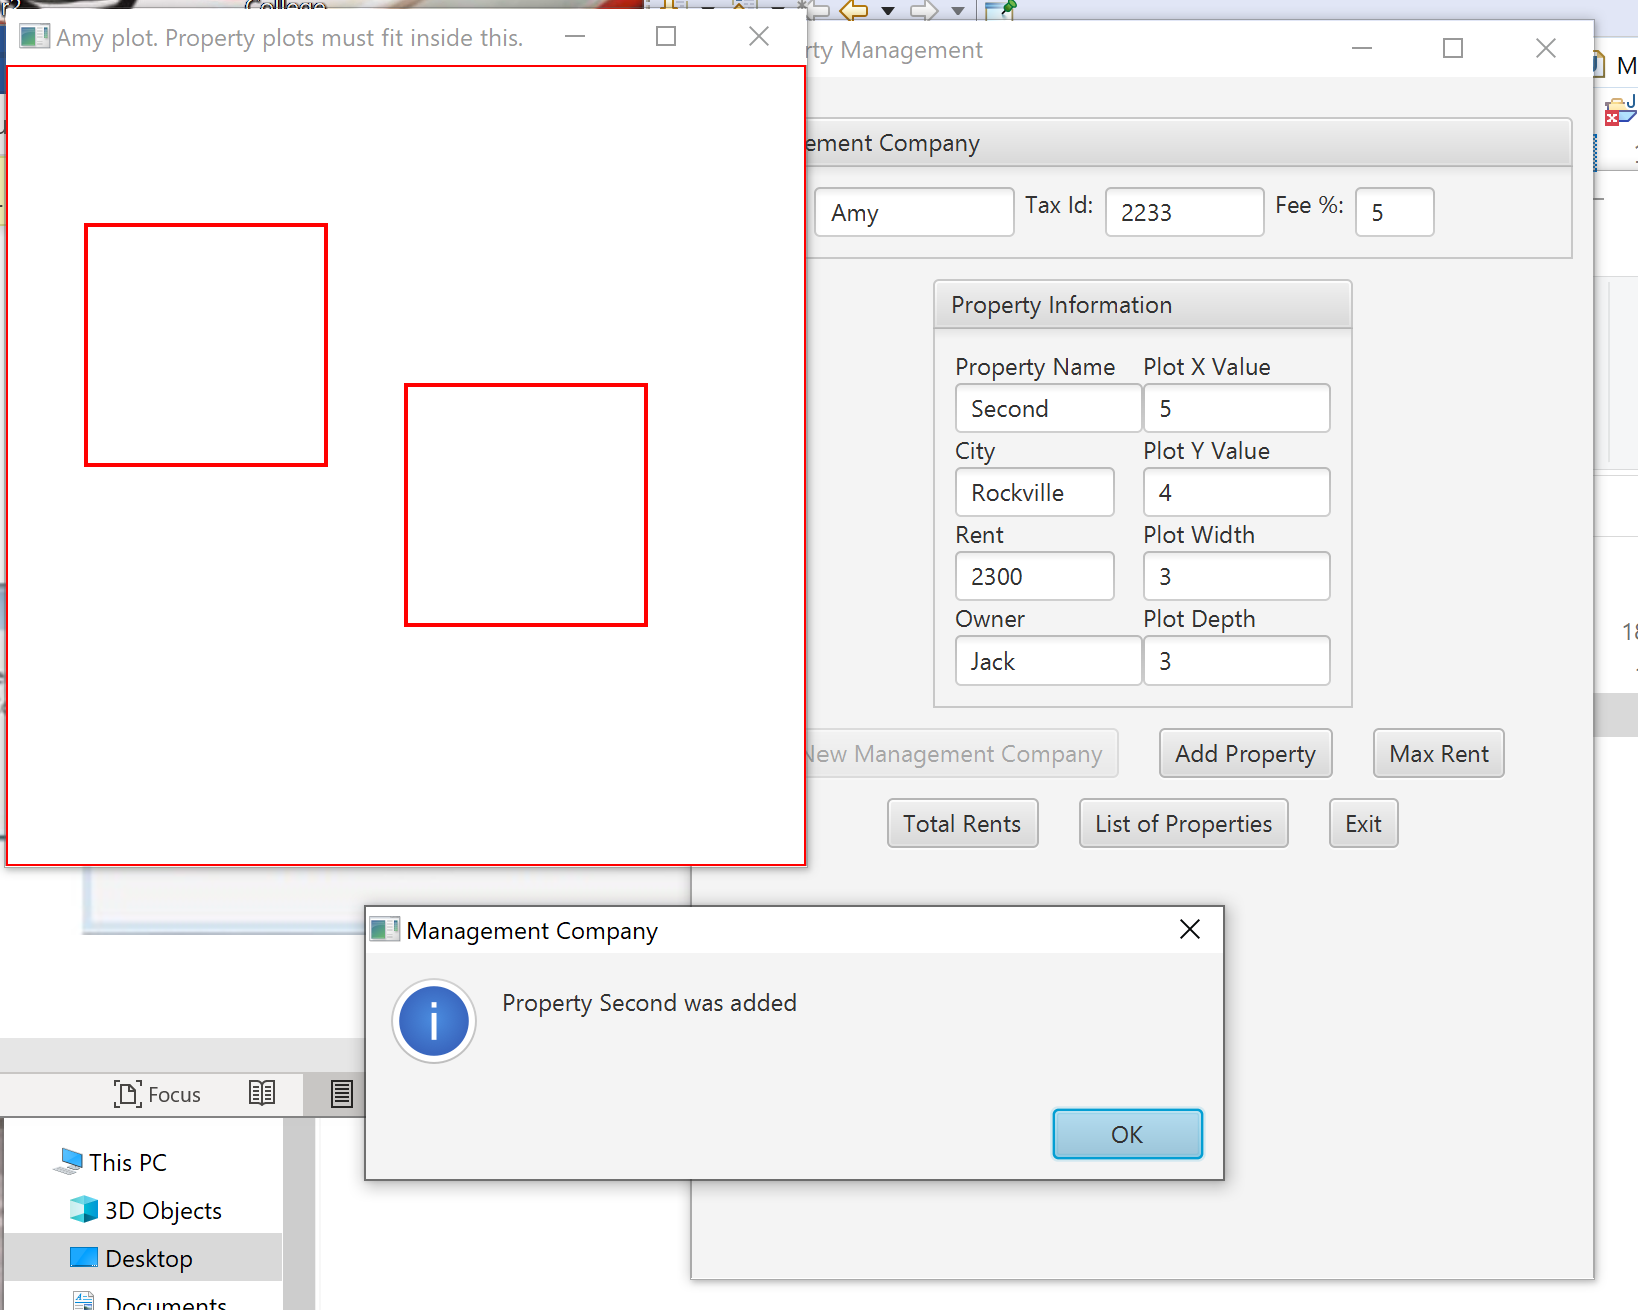 College
Amy plot. Property plots must fit inside this.
rty Management
ement Company
Amy
Tax Id:
2233
Fee %:
5
Property Information
Property Name
Plot X Value
Second
5
City
Plot Y Value
Rockville
4
Rent
Plot Width
2300
3
Owner
Plot Depth
Jack
3
New Management Company
Add Property
Max Rent
Total Rents
List of Properties
Exit
Management Company
Property Second was added
OK
Focus
This PC
3D Objects
Desktop
Documents